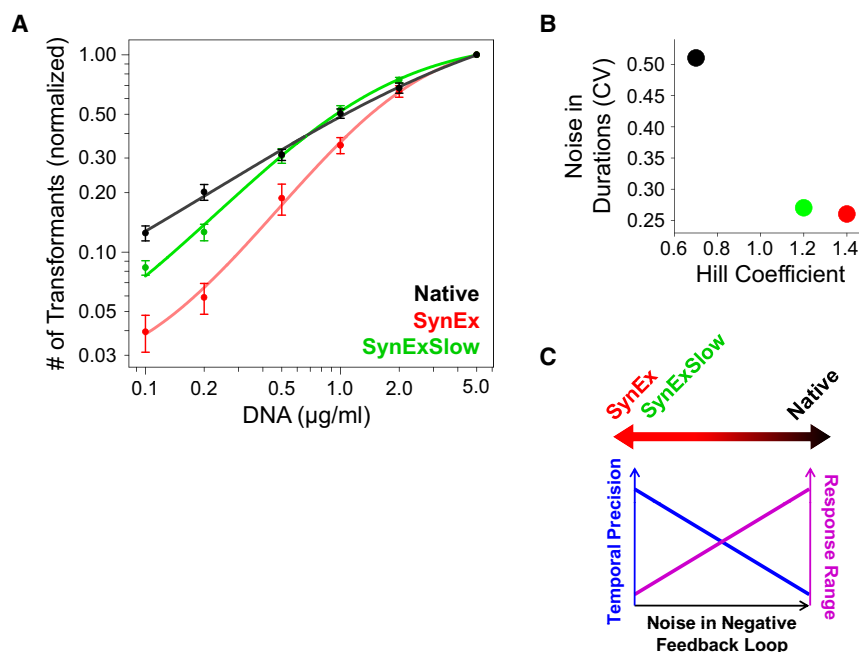 A
# of Transformants (normalized)
1.00
0.50
0.30
0.20
0.10
0.05
0.03
0.1
0.2
0.5
1.0
2.0
5.0
DNA (µg/ml)
Native
SynEx
SynExSlow
B
Noise in
Durations (CV)
0.50
0.45
0.40
0.35
0.30
0.25
0.6
0.8
1.0
1.2
1.4
Hill Coefficient
C
SynEx
SynExSlow
Native
Temporal Precision
Response Range
Noise in Negative
Feedback Loop